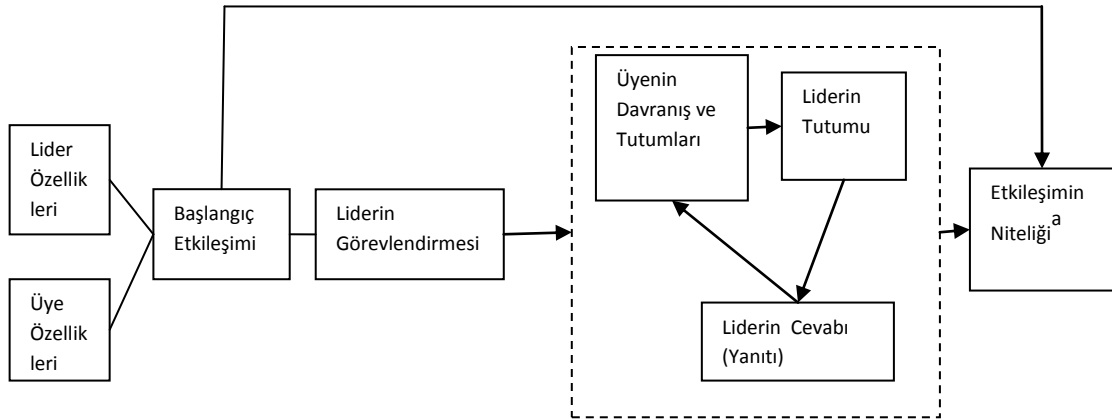 Lider
Özellik
leri
Üye
Özellik
leri
Başlangıç
Etkileşimi
Liderin
Görevlendirmesi
Üyenin
Davranış ve
Tutumları
Liderin
Tutumu
Liderin Cevabı
(Yanıtı)
Etkileşimin
Niteliği a